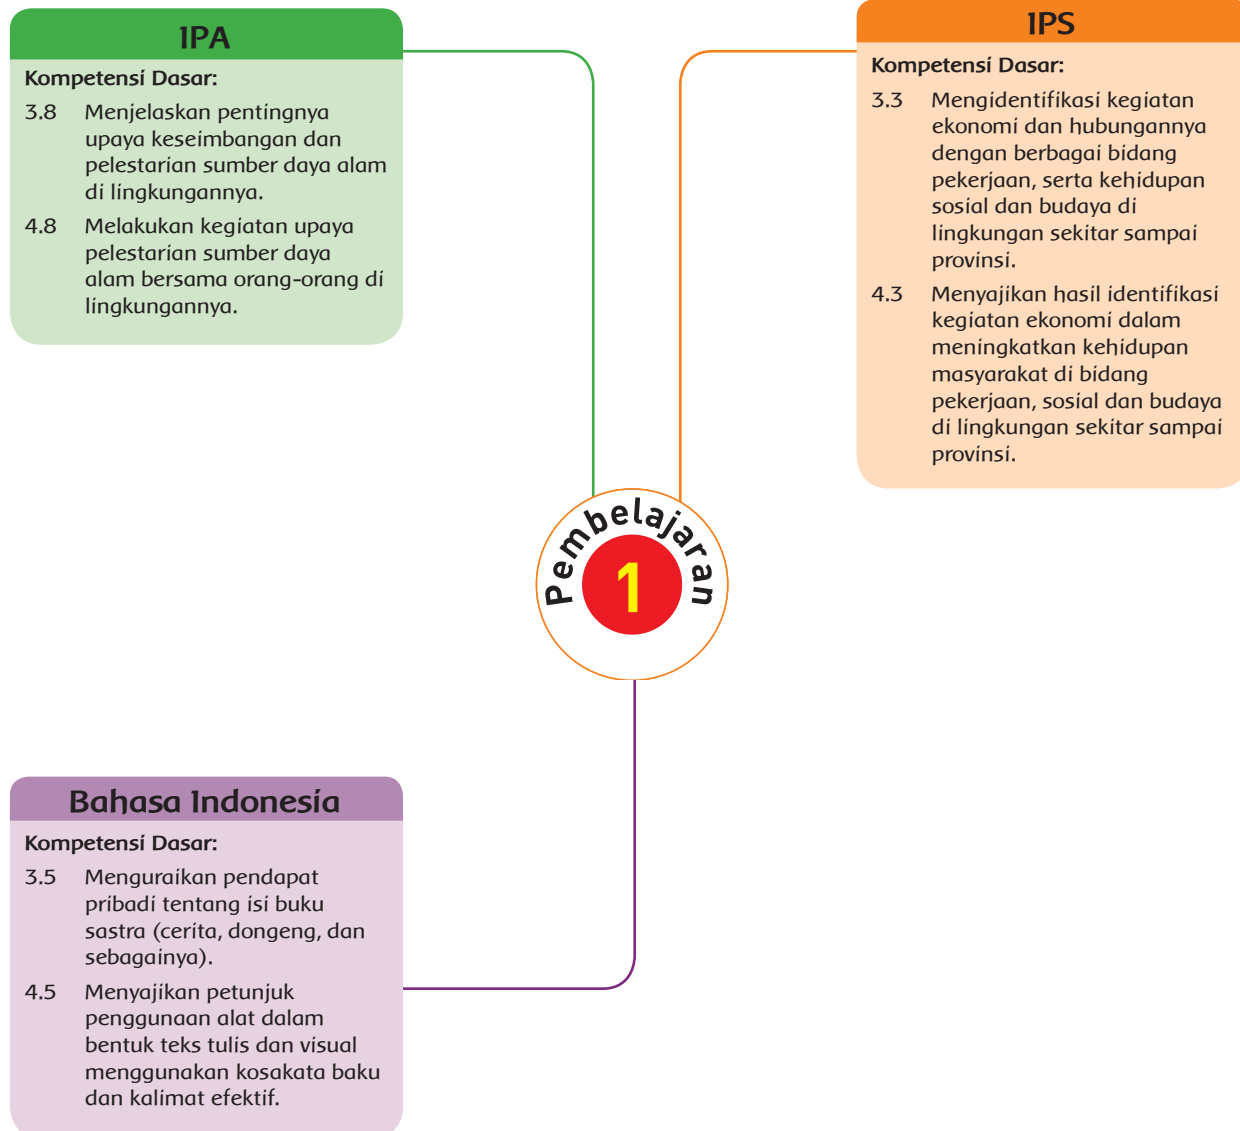 IPA
Kompetensi Dasar:
3.8 Menjelaskan pentingnya
upaya keseimbangan dan
pelestarian sumber daya alam
di lingkungannya.
4.8 Melakukan kegiatan upaya
pelestarian sumber daya
alam bersama orang-orang di
lingkungannya.
IPS
Kompetensi Dasar:
3.3 Mengidentifikasi kegiatan
ekonomi dan hubungannya
dengan berbagai bidang
pekerjaan, serta kehidupan
sosial dan budaya di
lingkungan sekitar sampai
provinsi.
4.3 Menyajikan hasil identifikasi
kegiatan ekonomi dalam
meningkatkan kehidupan
masyarakat di bidang
pekerjaan, sosial dan budaya
di lingkungan sekitar sampai
provinsi.
Pembelajaran
1
Bahasa Indonesia
Kompetensi Dasar:
3.5 Menguraikan pendapat
pribadi tentang isi buku
sastra (cerita, dongeng, dan
sebagainya).
4.5 Menyajikan petunjuk
penggunaan alat dalam
bentuk teks tulis dan visual
menggunakan kosakata baku
dan kalimat efektif.